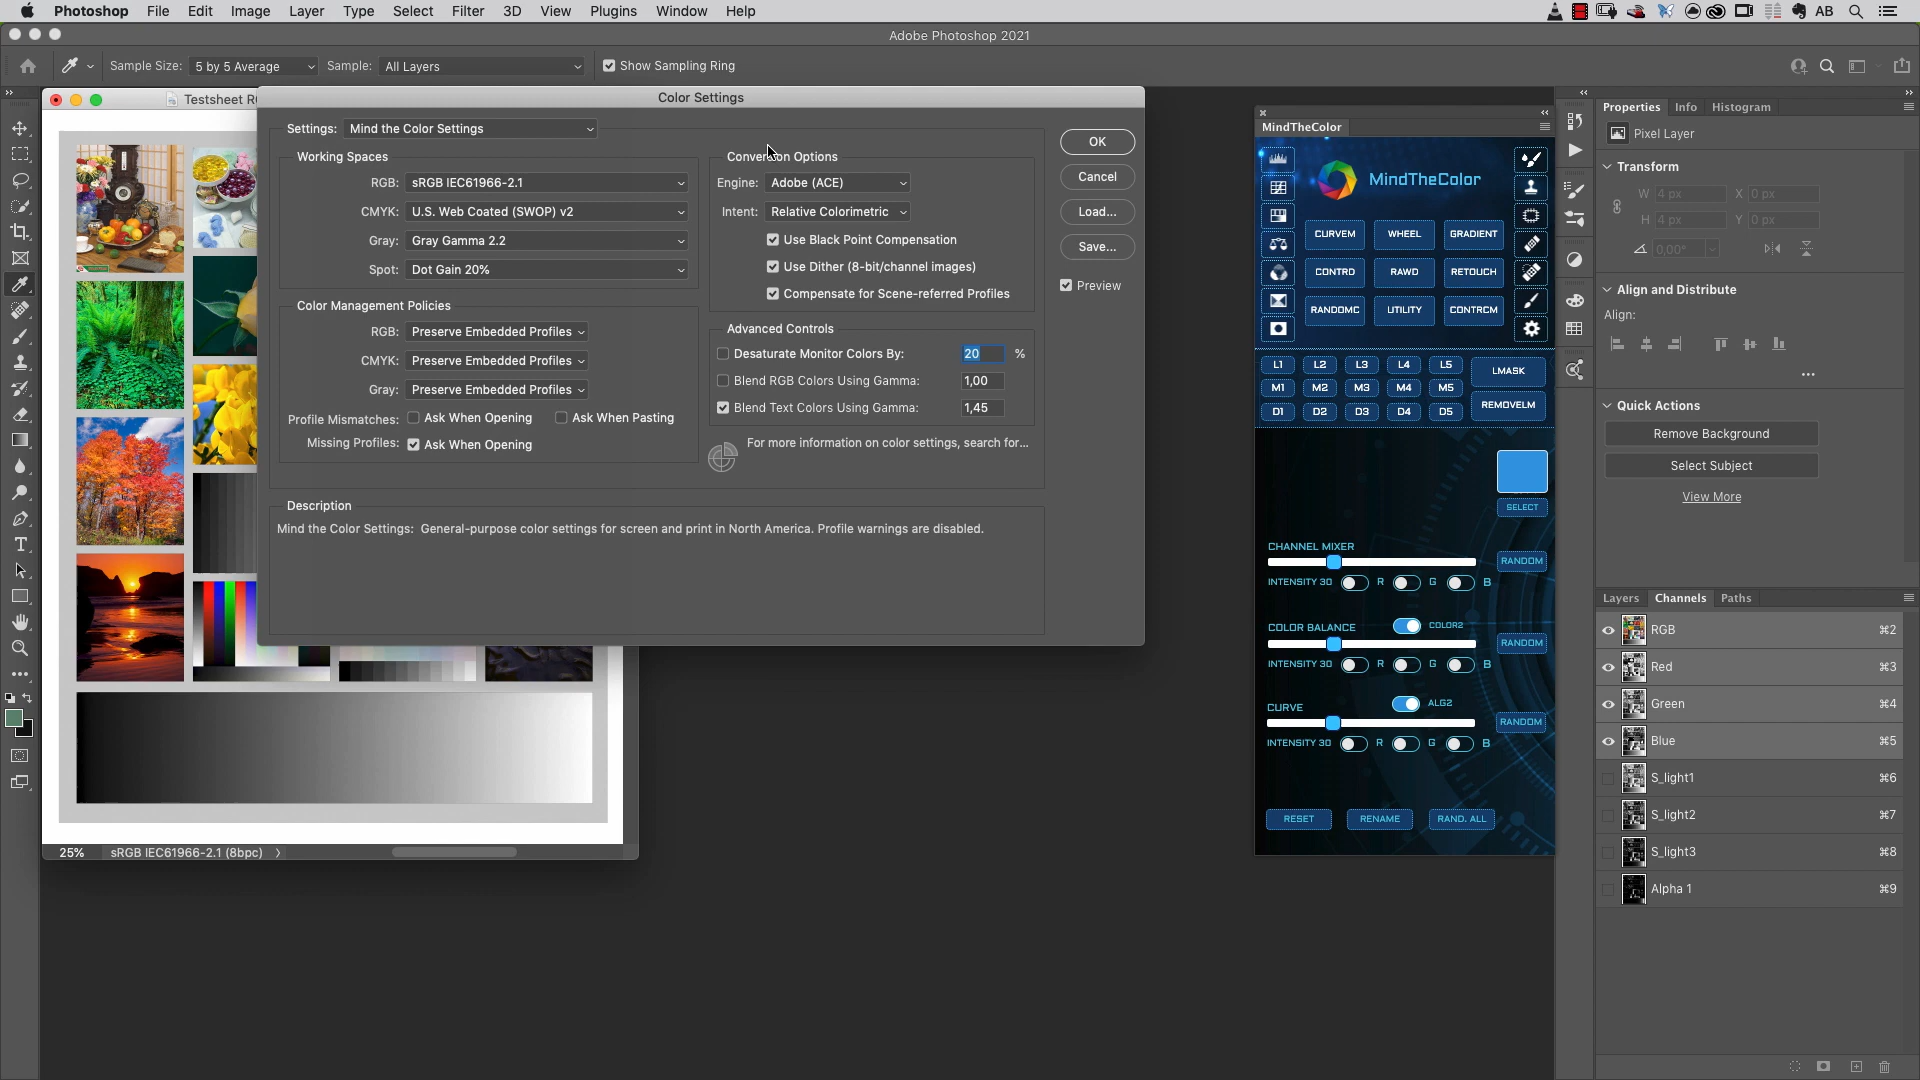 Photoshop File Edit Image Layer Type Select Filter 3D View Plugins Window Help AB
Adobe Photoshop 2021
Sample Size: 5 by 5 Average Sample: All Layers Show Sampling Ring
Testsheet R
Color Settings
Settings: Mind the Color Settings
Working Spaces
RGB: sRGB IEC61966-2.1
CMYK: U.S. Web Coated (SWOP) v2
Gray: Gray Gamma 2.2
Spot: Dot Gain 20%
Color Management Policies
RGB: Preserve Embedded Profiles
CMYK: Preserve Embedded Profiles
Gray: Preserve Embedded Profiles
Profile Mismatches: Ask When Opening Ask When Pasting
Missing Profiles: Ask When Opening
Conversion Options
Engine: Adobe (ACE)
Intent: Relative Colorimetric
Use Black Point Compensation
Use Dither (8-bit/channel images)
Compensate for Scene-referred Profiles
Advanced Controls
Desaturate Monitor Colors By: 20 %
Blend RGB Colors Using Gamma: 1,00
Blend Text Colors Using Gamma: 1,45
For more information on color settings, search for...
OK
Cancel
Load...
Save...
Preview
Description
Mind the Color Settings: General-purpose color settings for screen and print in North America. Profile warnings are disabled.
25% sRGB IEC61966-2.1 (8bpc)
MindTheColor
MindTheColor
CURVEM WHEEL GRADIENT
CONTRD RAWD RETOUCH
RANDOMC UTILITY CONTRCM
L1 L2 L3 L4 L5 LMASK
M1 M2 M3 M4 M5
D1 D2 D3 D4 D5 REMOVELM
SELECT
CHANNEL MIXER RANDOM
INTENSITY 30 R G B
COLOR BALANCE COLOR2 RANDOM
INTENSITY 30 R G B
CURVE ALG2 RANDOM
INTENSITY 30 R G B
RESET RENAME RAND. ALL
Properties Info Histogram
Pixel Layer
Transform
W 4 px X 0 px
H 4 px Y 0 px
0,00°
Align and Distribute
Align:
Quick Actions
Remove Background
Select Subject
View More
Layers Channels Paths
RGB ⌘2
Red ⌘3
Green ⌘4
Blue ⌘5
S_light1 ⌘6
S_light2 ⌘7
S_light3 ⌘8
Alpha 1 ⌘9